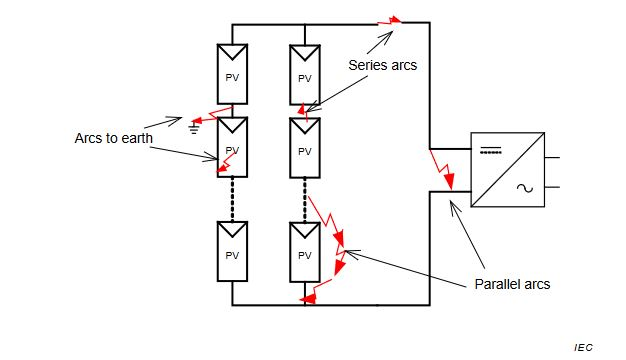 PV
PV
Series arcs
Arcs to earth
PV
PV
PV
PV
Parallel arcs
IEC